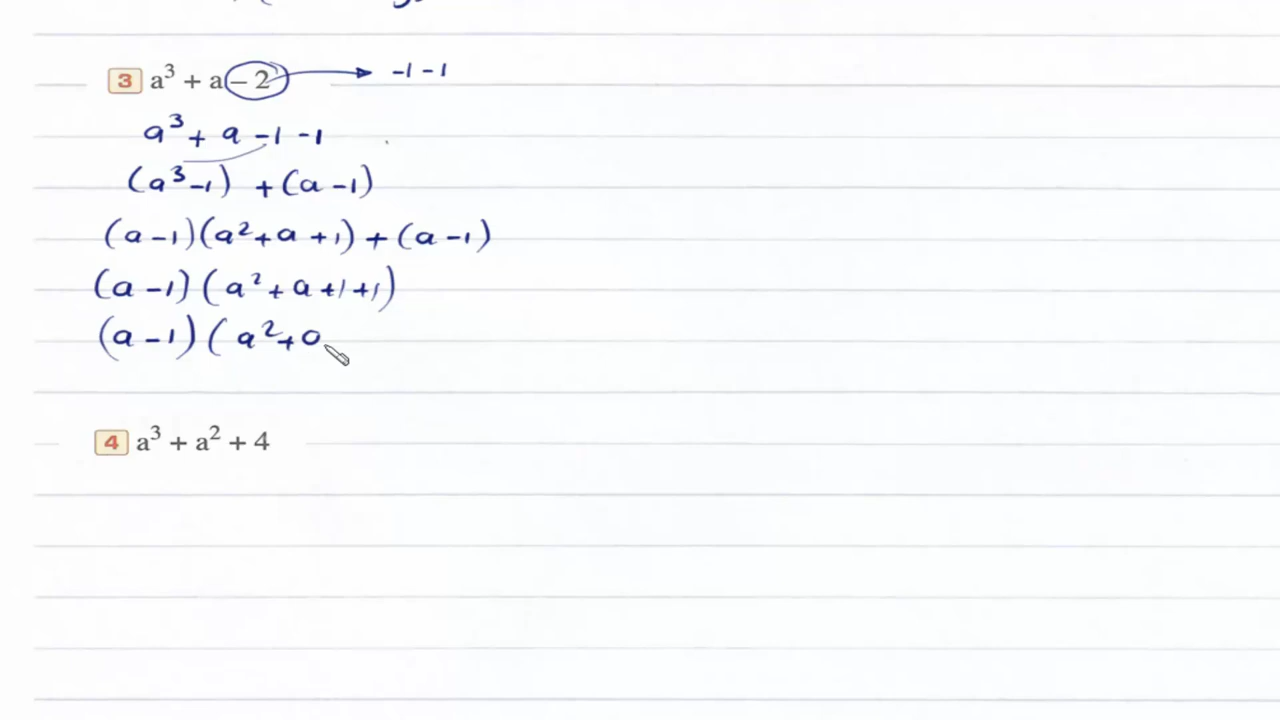 3 a³ + a - 2 → -1 -1
a³ + a -1 -1
(a³ -1) + (a -1)
(a -1)(a² + a + 1) + (a -1)
(a -1)(a² + a +1 +1)
(a -1)( a² + a
4 a³ + a² + 4